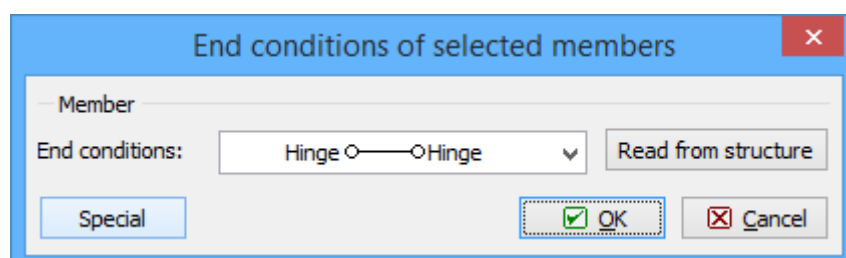 End conditions of selected members
Member
End conditions: Hinge Hinge Read from structure
Special OK Cancel